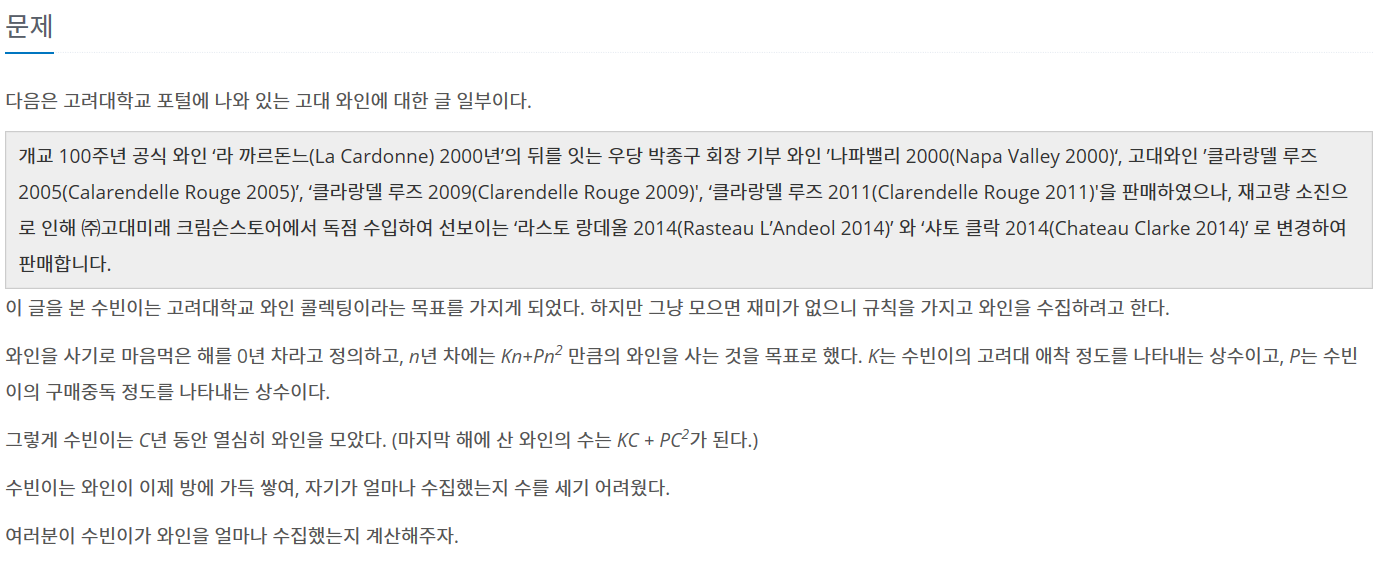 문제
다음은 고려대학교 포털에 나와 있는 고대 와인에 대한 글 일부이다.
개교 100주년 공식 와인 ‘라 까르돈느(La Cardonne) 2000년’의 뒤를 잇는 우당 박종구 회장 기부 와인 ’나파밸리 2000(Napa Valley 2000)‘, 고대와인 ’클라랑델 루즈
2005(Calarendelle Rouge 2005)’, ‘클라랑델 루즈 2009(Clarendelle Rouge 2009)', ‘클라랑델 루즈 2011(Clarendelle Rouge 2011)'을 판매하였으나, 재고량 소진으
로 인해 ㈜고대미래 크림슨스토어에서 독점 수입하여 선보이는 ‘라스토 랑데올 2014(Rasteau L’Andeol 2014)’ 와 ‘샤토 클락 2014(Chateau Clarke 2014)’ 로 변경하여
판매합니다.
이 글을 본 수빈이는 고려대학교 와인 콜렉팅이라는 목표를 가지게 되었다. 하지만 그냥 모으면 재미가 없으니 규칙을 가지고 와인을 수집하려고 한다.
와인을 사기로 마음먹은 해를 0년 차라고 정의하고, n년 차에는 Kn+Pn² 만큼의 와인을 사는 것을 목표로 했다. K는 수빈이의 고려대 애착 정도를 나타내는 상수이고, P는 수빈
이의 구매중독 정도를 나타내는 상수이다.
그렇게 수빈이는 C년 동안 열심히 와인을 모았다. (마지막 해에 산 와인의 수는 KC + PC²가 된다.)
수빈이는 와인이 이제 방에 가득 쌓여, 자기가 얼마나 수집했는지 수를 세기 어려웠다.
여러분이 수빈이가 와인을 얼마나 수집했는지 계산해주자.